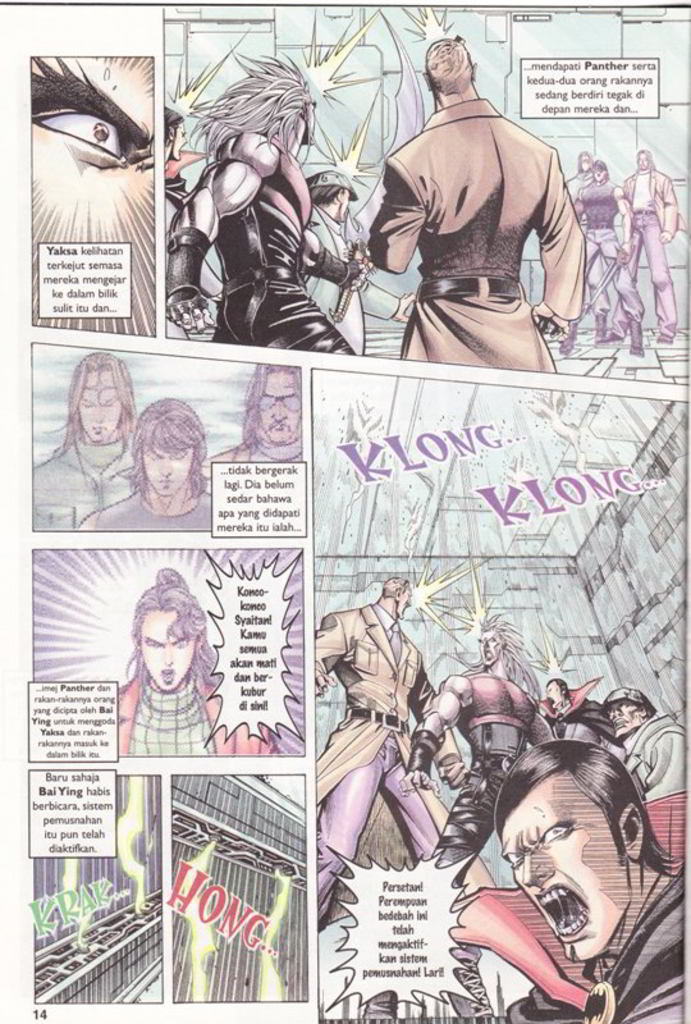 Yaksa kelihatan
terkejut semasa
mereka mengejar
ke dalam bilik
sulit itu dan...
...mendapati Panther serta
kedua-dua orang rakannya
sedang berdiri tegak di
depan mereka dan...
...tidak bergerak
lagi. Dia belum
sedar bahawa
apa yang didapati
mereka itu ialah...
Konco-
konco
Syaitan!
Kamu
semua
akan mati
dan ber-
kubur
di sini!
...imej Panther dan
rakan-rakannya orang
yang dicipta oleh Bai
Ying untuk menggoda
Yaksa dan rakan-
rakannya masuk ke
dalam bilik itu.
KLONG...
KLONG...
Baru sahaja
Bai Ying habis
berbicara, sistem
pemusnahan
itu pun telah
diaktifkan.
KRAK...
HONG...
Persetan!
Perempuan
bedebah ini
telah
mengaktif-
kan sistem
pemusnahan! Lari!!
14